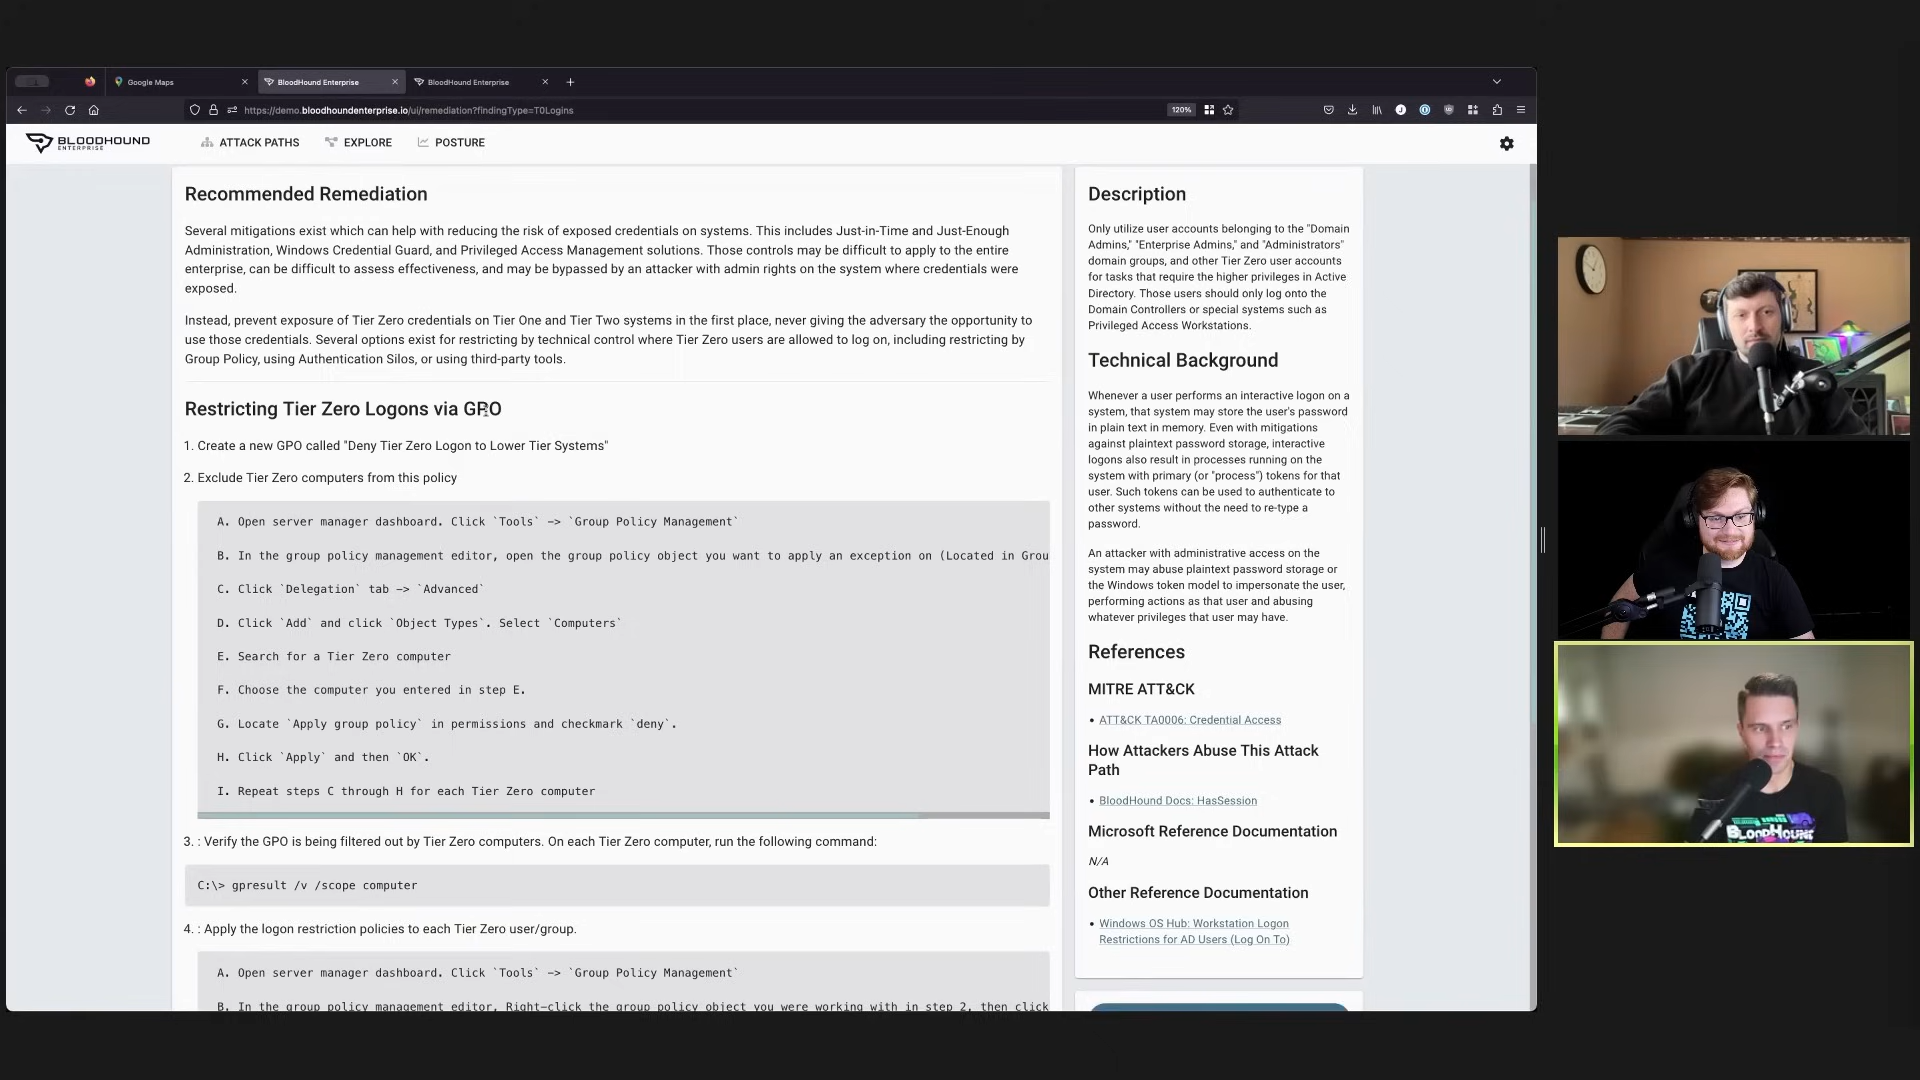 Google Maps
BloodHound Enterprise
BloodHound Enterprise
https://demo.bloodhoundenterprise.io/ui/remediation?findingType=T0Logins
120%
BLOODHOUND
ENTERPRISE
ATTACK PATHS
EXPLORE
POSTURE
Recommended Remediation
Several mitigations exist which can help with reducing the risk of exposed credentials on systems. This includes Just-in-Time and Just-Enough
Administration, Windows Credential Guard, and Privileged Access Management solutions. Those controls may be difficult to apply to the entire
enterprise, can be difficult to assess effectiveness, and may be bypassed by an attacker with admin rights on the system where credentials were
exposed.
Instead, prevent exposure of Tier Zero credentials on Tier One and Tier Two systems in the first place, never giving the adversary the opportunity to
use those credentials. Several options exist for restricting by technical control where Tier Zero users are allowed to log on, including restricting by
Group Policy, using Authentication Silos, or using third-party tools.
Restricting Tier Zero Logons via GPO
1. Create a new GPO called "Deny Tier Zero Logon to Lower Tier Systems"
2. Exclude Tier Zero computers from this policy
A. Open server manager dashboard. Click `Tools` -> `Group Policy Management`
B. In the group policy management editor, open the group policy object you want to apply an exception on (Located in Grou
C. Click `Delegation` tab -> `Advanced`
D. Click `Add` and click `Object Types`. Select `Computers`
E. Search for a Tier Zero computer
F. Choose the computer you entered in step E.
G. Locate `Apply group policy` in permissions and checkmark `deny`.
H. Click `Apply` and then `OK`.
I. Repeat steps C through H for each Tier Zero computer
3. : Verify the GPO is being filtered out by Tier Zero computers. On each Tier Zero computer, run the following command:
C:\> gpresult /v /scope computer
4. : Apply the logon restriction policies to each Tier Zero user/group.
A. Open server manager dashboard. Click `Tools` -> `Group Policy Management`
B. In the group policy management editor, Right-click the group policy object you were working with in step 2, then click
Description
Only utilize user accounts belonging to the "Domain
Admins," "Enterprise Admins," and "Administrators"
domain groups, and other Tier Zero user accounts
for tasks that require the higher privileges in Active
Directory. Those users should only log onto the
Domain Controllers or special systems such as
Privileged Access Workstations.
Technical Background
Whenever a user performs an interactive logon on a
system, that system may store the user's password
in plain text in memory. Even with mitigations
against plaintext password storage, interactive
logons also result in processes running on the
system with primary (or "process") tokens for that
user. Such tokens can be used to authenticate to
other systems without the need to re-type a
password.
An attacker with administrative access on the
system may abuse plaintext password storage or
the Windows token model to impersonate the user,
performing actions as that user and abusing
whatever privileges that user may have.
References
MITRE ATT&CK
• ATT&CK TA0006: Credential Access
How Attackers Abuse This Attack
Path
• BloodHound Docs: HasSession
Microsoft Reference Documentation
N/A
Other Reference Documentation
• Windows OS Hub: Workstation Logon
Restrictions for AD Users (Log On To)
BLOODHOUND